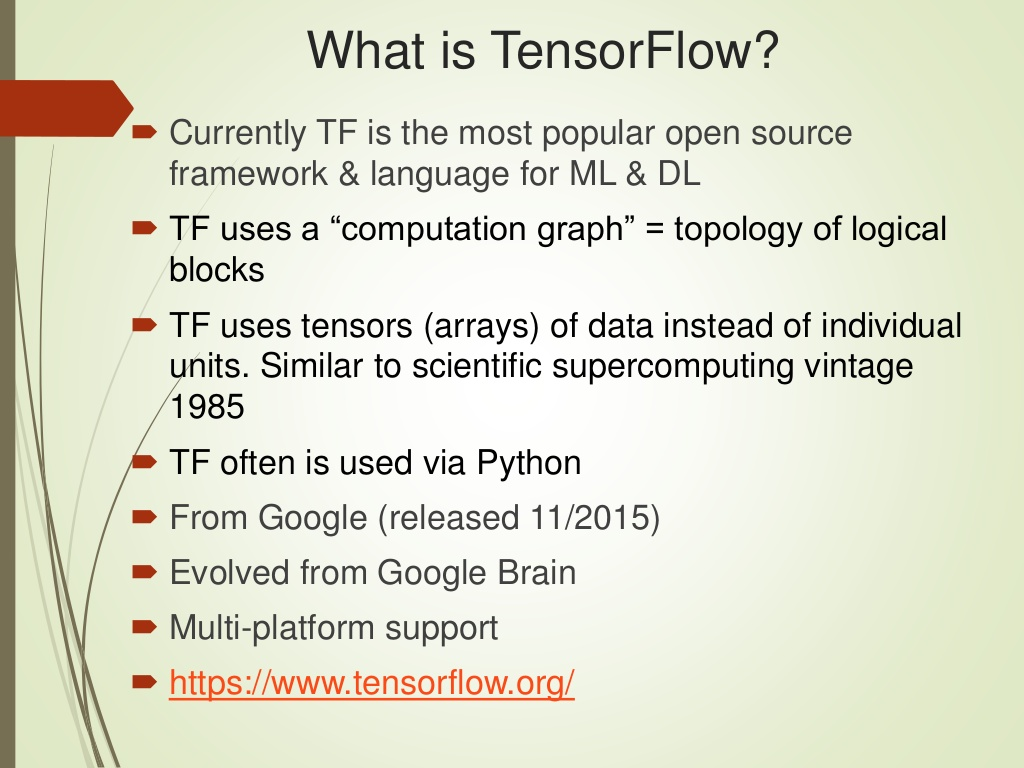 What is TensorFlow?
Currently TF is the most popular open source
framework & language for ML & DL
TF uses a “computation graph” = topology of logical
blocks
TF uses tensors (arrays) of data instead of individual
units. Similar to scientific supercomputing vintage
1985
TF often is used via Python
From Google (released 11/2015)
Evolved from Google Brain
Multi-platform support
https://www.tensorflow.org/